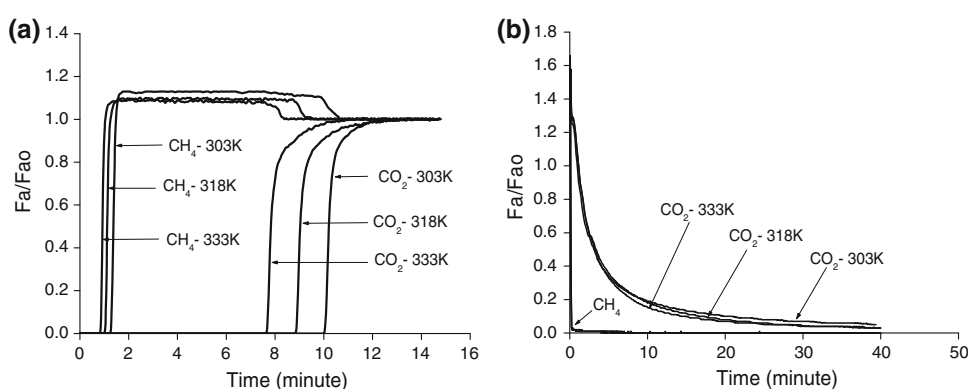 (a)
1.4
1.2
1.0
0.8
0.6
0.4
0.2
0.0
Fa/Fao
CH₄- 303K
CH₄- 318K
CH₄- 333K
CO₂- 303K
CO₂- 318K
CO₂- 333K
0 2 4 6 8 10 12 14 16
Time (minute)
(b)
1.8
1.6
1.4
1.2
1.0
0.8
0.6
0.4
0.2
0.0
Fa/Fao
CO₂- 333K
CO₂- 318K
CO₂- 303K
CH₄
0 10 20 30 40 50
Time (minute)